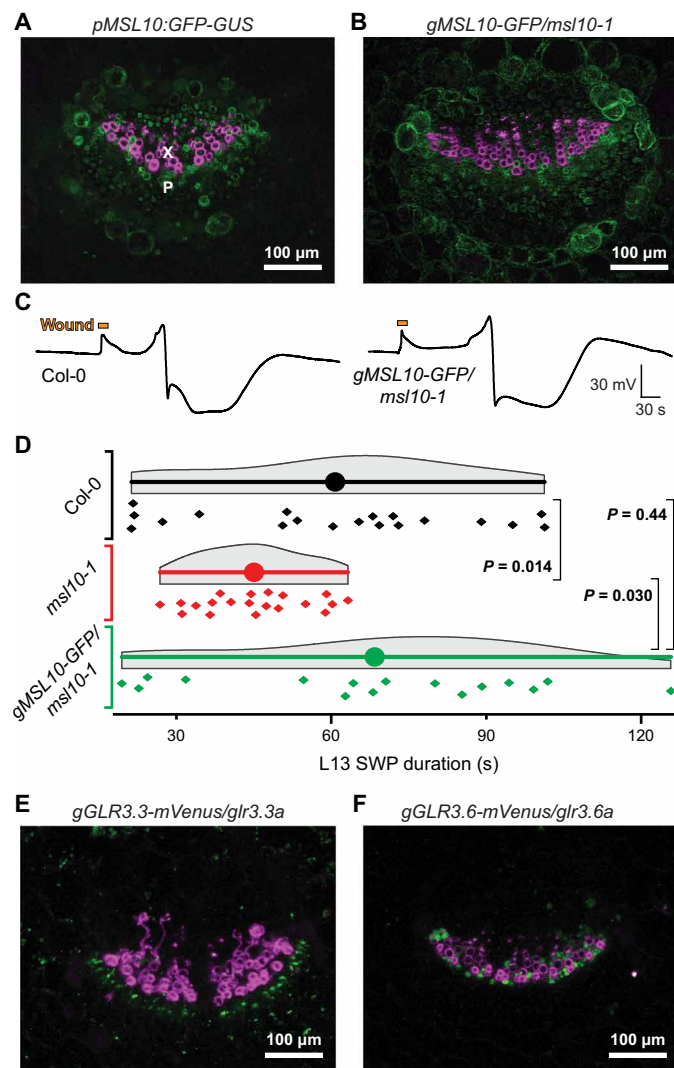 A
pMSL10:GFP-GUS
X
P
100 µm
B
gMSL10-GFP/msl10-1
100 µm
C
Wound
Col-0
gMSL10-GFP/
msl10-1
30 mV
30 s
D
Col-0
msl10-1
gMSL10-GFP/
msl10-1
P = 0.014
P = 0.44
P = 0.030
30
60
90
120
L13 SWP duration (s)
E
gGLR3.3-mVenus/glr3.3a
100 µm
F
gGLR3.6-mVenus/glr3.6a
100 µm